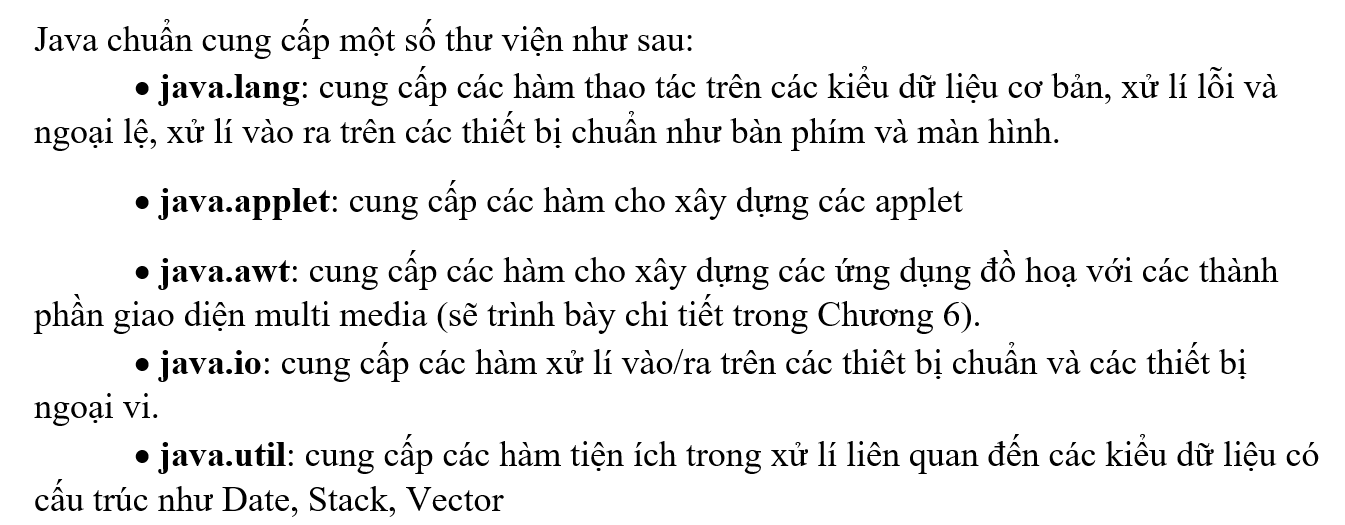 Java chuẩn cung cấp một số thư viện như sau:
• java.lang: cung cấp các hàm thao tác trên các kiểu dữ liệu cơ bản, xử lí lỗi và
ngoại lệ, xử lí vào ra trên các thiết bị chuẩn như bàn phím và màn hình.
• java.applet: cung cấp các hàm cho xây dựng các applet
• java.awt: cung cấp các hàm cho xây dựng các ứng dụng đồ hoạ với các thành
phần giao diện multi media (sẽ trình bày chi tiết trong Chương 6).
• java.io: cung cấp các hàm xử lí vào/ra trên các thiêt bị chuẩn và các thiết bị
ngoại vi.
• java.util: cung cấp các hàm tiện ích trong xử lí liên quan đến các kiểu dữ liệu có
cấu trúc như Date, Stack, Vector